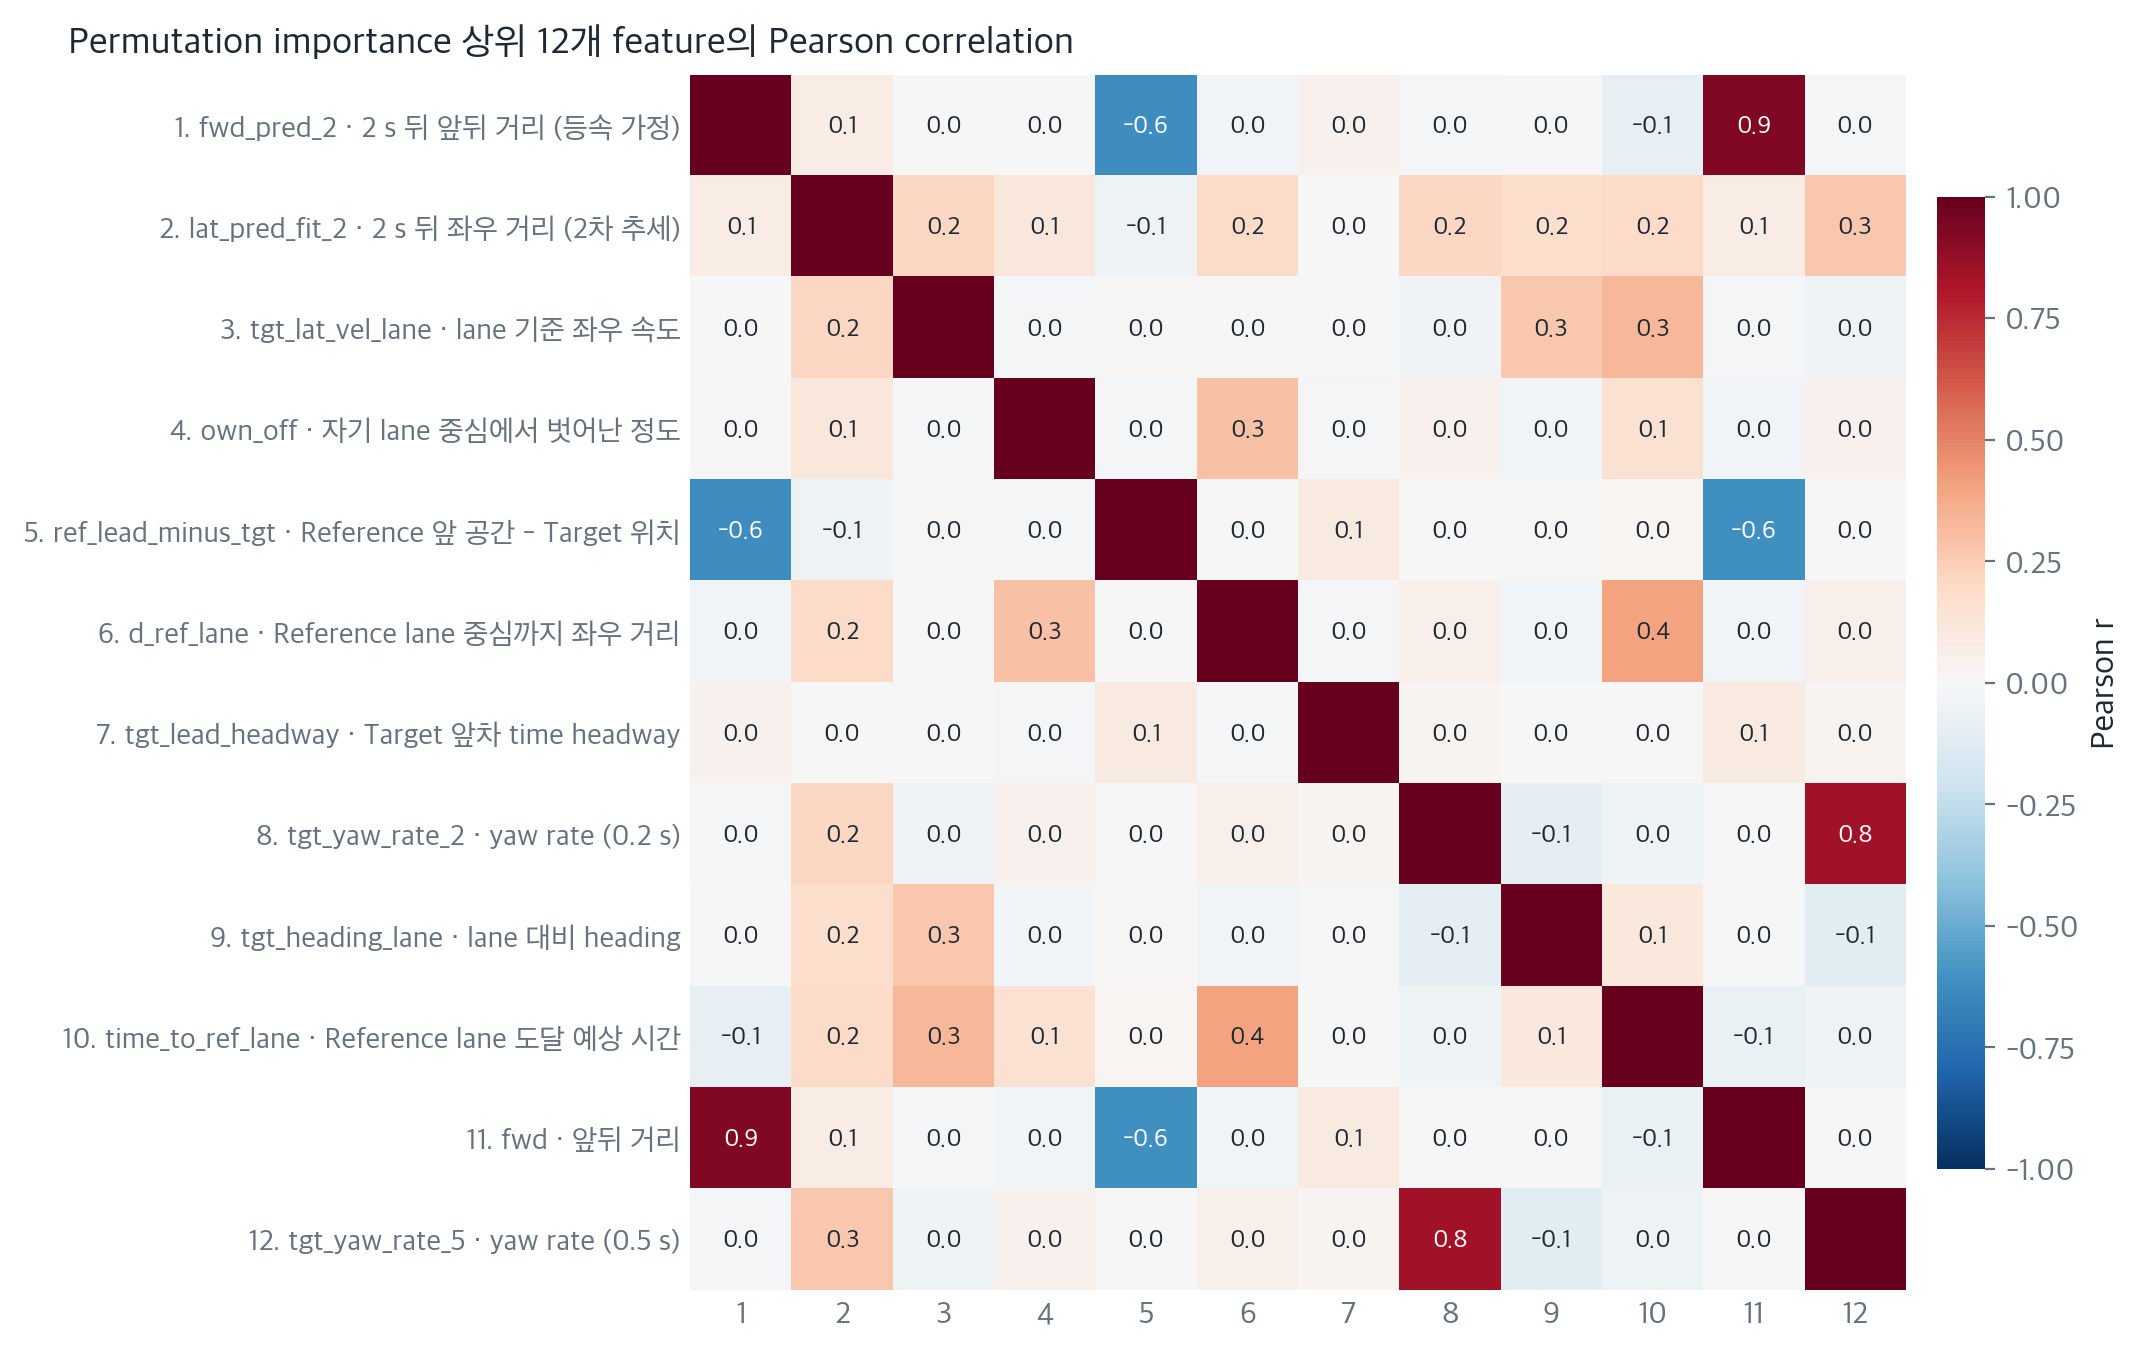 Permutation importance 상위 12개 feature의 Pearson correlation
1. fwd_pred_2 · 2 s 뒤 앞뒤 거리 (등속 가정) 0.1 0.0 0.0 -0.6 0.0 0.0 0.0 0.0 -0.1 0.9 0.0
2. lat_pred_fit_2 · 2 s 뒤 좌우 거리 (2차 추세) 0.1 0.2 0.1 -0.1 0.2 0.0 0.2 0.2 0.2 0.1 0.3
3. tgt_lat_vel_lane · lane 기준 좌우 속도 0.0 0.2 0.0 0.0 0.0 0.0 0.0 0.3 0.3 0.0 0.0
4. own_off · 자기 lane 중심에서 벗어난 정도 0.0 0.1 0.0 0.0 0.3 0.0 0.0 0.0 0.1 0.0 0.0
5. ref_lead_minus_tgt · Reference 앞 공간 - Target 위치 -0.6 -0.1 0.0 0.0 0.0 0.1 0.0 0.0 0.0 -0.6 0.0
6. d_ref_lane · Reference lane 중심까지 좌우 거리 0.0 0.2 0.0 0.3 0.0 0.0 0.0 0.0 0.4 0.0 0.0
7. tgt_lead_headway · Target 앞차 time headway 0.0 0.0 0.0 0.0 0.1 0.0 0.0 0.0 0.0 0.1 0.0
8. tgt_yaw_rate_2 · yaw rate (0.2 s) 0.0 0.2 0.0 0.0 0.0 0.0 0.0 -0.1 0.0 0.0 0.8
9. tgt_heading_lane · lane 대비 heading 0.0 0.2 0.3 0.0 0.0 0.0 0.0 -0.1 0.1 0.0 -0.1
10. time_to_ref_lane · Reference lane 도달 예상 시간 -0.1 0.2 0.3 0.1 0.0 0.4 0.0 0.0 0.1 -0.1 0.0
11. fwd · 앞뒤 거리 0.9 0.1 0.0 0.0 -0.6 0.0 0.1 0.0 0.0 -0.1 0.0
12. tgt_yaw_rate_5 · yaw rate (0.5 s) 0.0 0.3 0.0 0.0 0.0 0.0 0.0 0.8 -0.1 0.0 0.0
1 2 3 4 5 6 7 8 9 10 11 12
1.00
0.75
0.50
0.25
0.00
-0.25
-0.50
-0.75
-1.00
Pearson r